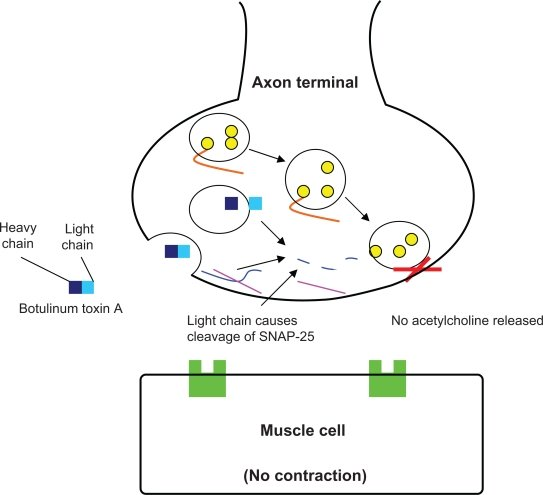 Axon terminal
Heavy
chain
Light
chain
Botulinum toxin A
Light chain causes
cleavage of SNAP-25
No acetylcholine released
Muscle cell
(No contraction)